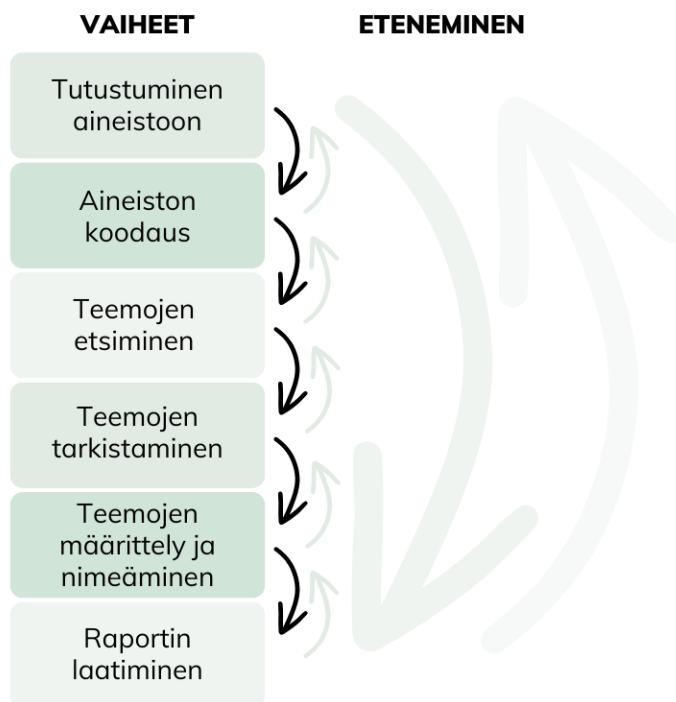 VAIHEET
ETENEMINEN
Tutustuminen
aineistoon
Aineiston
koodaus
Teemojen
etsiminen
Teemojen
tarkistaminen
Teemojen
määrittely ja
nimeäminen
Raportin
laatiminen